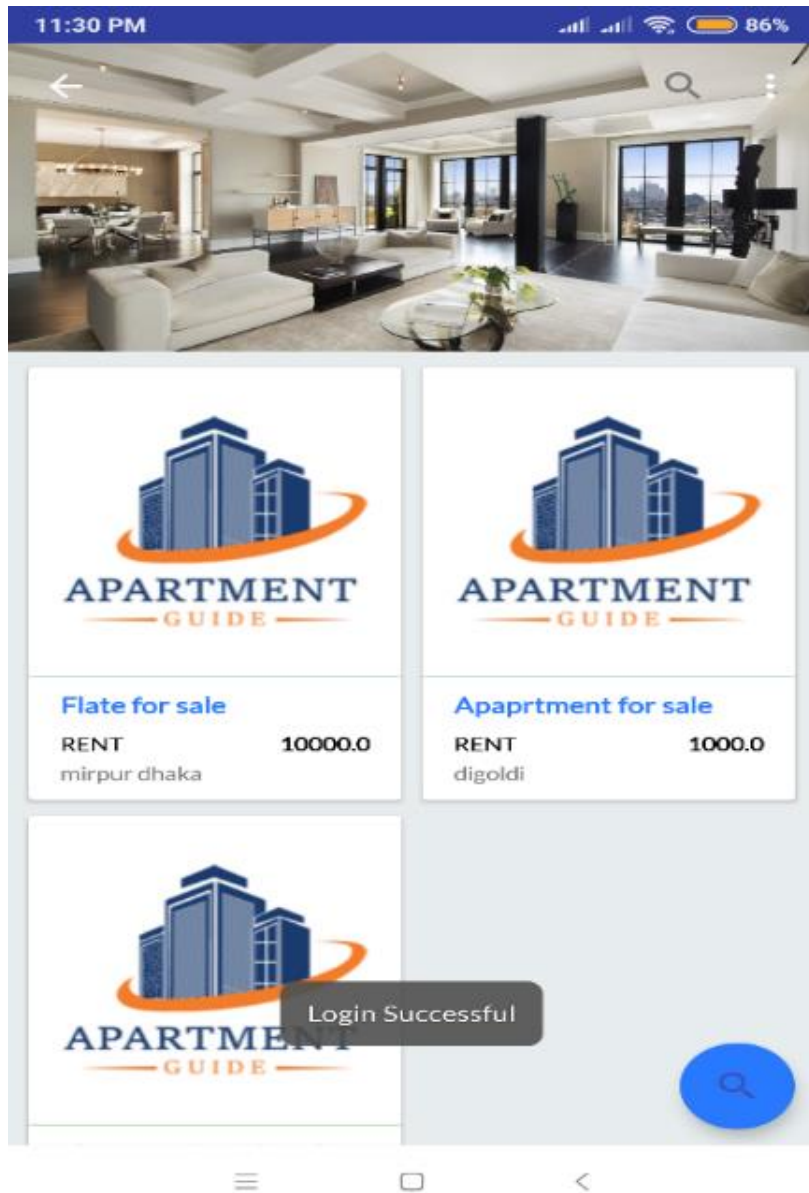 11:30 PM 86%
APARTMENT
GUIDE
Flate for sale
RENT 10000.0
mirpur dhaka
APARTMENT
GUIDE
Apaprtment for sale
RENT 1000.0
digoldi
APARTMENT
GUIDE
Login Successful